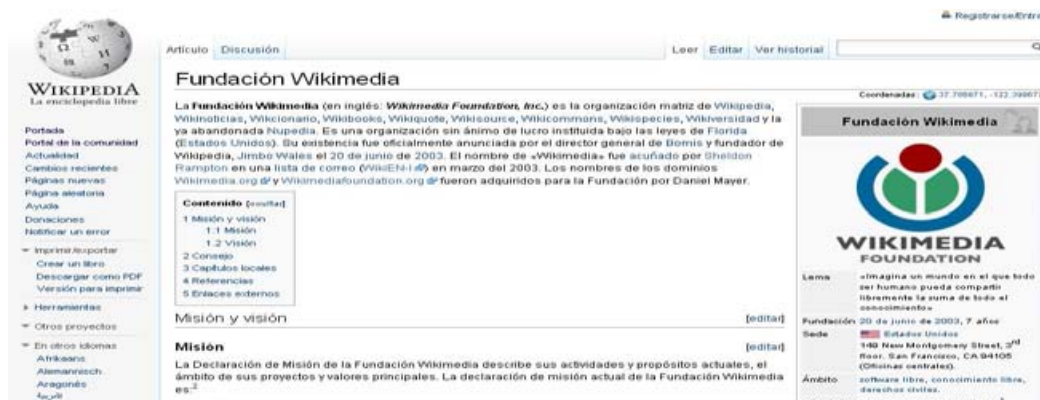 Registrarse/Entra
WIKIPEDIA
La enciclopedia libre
Portada
Portal de la comunidad
Actualidad
Cambios recientes
Páginas nuevas
Página aleatoria
Ayuda
Donaciones
Notificar un error
Imprimir/exportar
Crear un libro
Descargar como PDF
Versión para imprimir
Herramientas
Otros proyectos
En otros idiomas
Afrikaans
Alemannisch
Aragonés
العربية
Artículo Discusión
Leer Editar Ver historial
Fundación Wikimedia
La Fundación Wikimedia (en inglés: Wikimedia Foundation, Inc.) es la organización matriz de Wikipedia,
Wikinoticias, Wikcionario, Wikibooks, Wikiquote, Wikisource, Wikicommons, Wikispecies, Wikiversidad y la
ya abandonada Nupedia. Es una organización sin ánimo de lucro instituida bajo las leyes de Florida
(Estados Unidos). Su existencia fue oficialmente anunciada por el director general de Bomis y fundador de
Wikipedia, Jimbo Wales el 20 de junio de 2003. El nombre de «Wikimedia» fue acuñado por Sheldon
Rampton en una lista de correo (WikiEN-l) en marzo del 2003. Los nombres de los dominios
Wikimedia.org y Wikimediafoundation.org fueron adquiridos para la Fundación por Daniel Mayer.
Contenido [ocultar]
1 Misión y visión
1.1 Misión
1.2 Visión
2 Consejo
3 Capítulos locales
4 Referencias
5 Enlaces externos
Misión y visión [editar]
Misión [editar]
La Declaración de Misión de la Fundación Wikimedia describe sus actividades y propósitos actuales, el
ámbito de sus proyectos y valores principales. La declaración de misión actual de la Fundación Wikimedia
es:2
Coordenadas:
Fundación Wikimedia
WIKIMEDIA
FOUNDATION
Lema «Imagina un mundo en el que todo
ser humano pueda compartir
libremente la suma de todo el
conocimiento»
Fundación 20 de junio de 2003, 7 años
Sede Estados Unidos
149 New Montgomery Street, 3rd
floor. San Francisco, CA 94105
(Oficinas centrales).
Ámbito software libre, conocimiento libre,
derechos civiles.